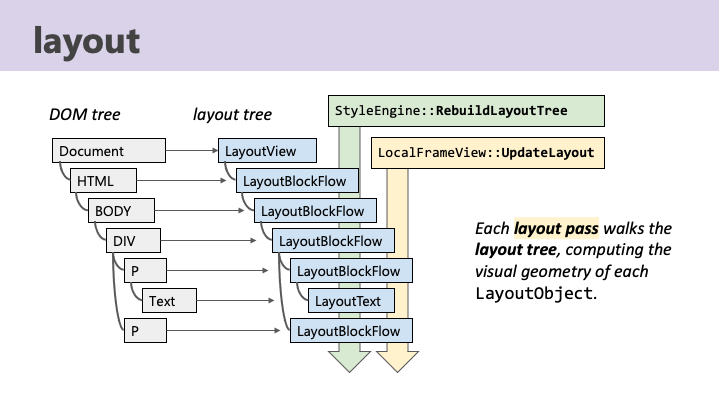 layout
DOM tree
layout tree
StyleEngine::RebuildLayoutTree
LocalFrameView::UpdateLayout
Document
LayoutView
HTML
LayoutBlockFlow
BODY
LayoutBlockFlow
DIV
LayoutBlockFlow
P
LayoutBlockFlow
Text
LayoutText
P
LayoutBlockFlow
Each layout pass walks the
layout tree, computing the
visual geometry of each
LayoutObject.